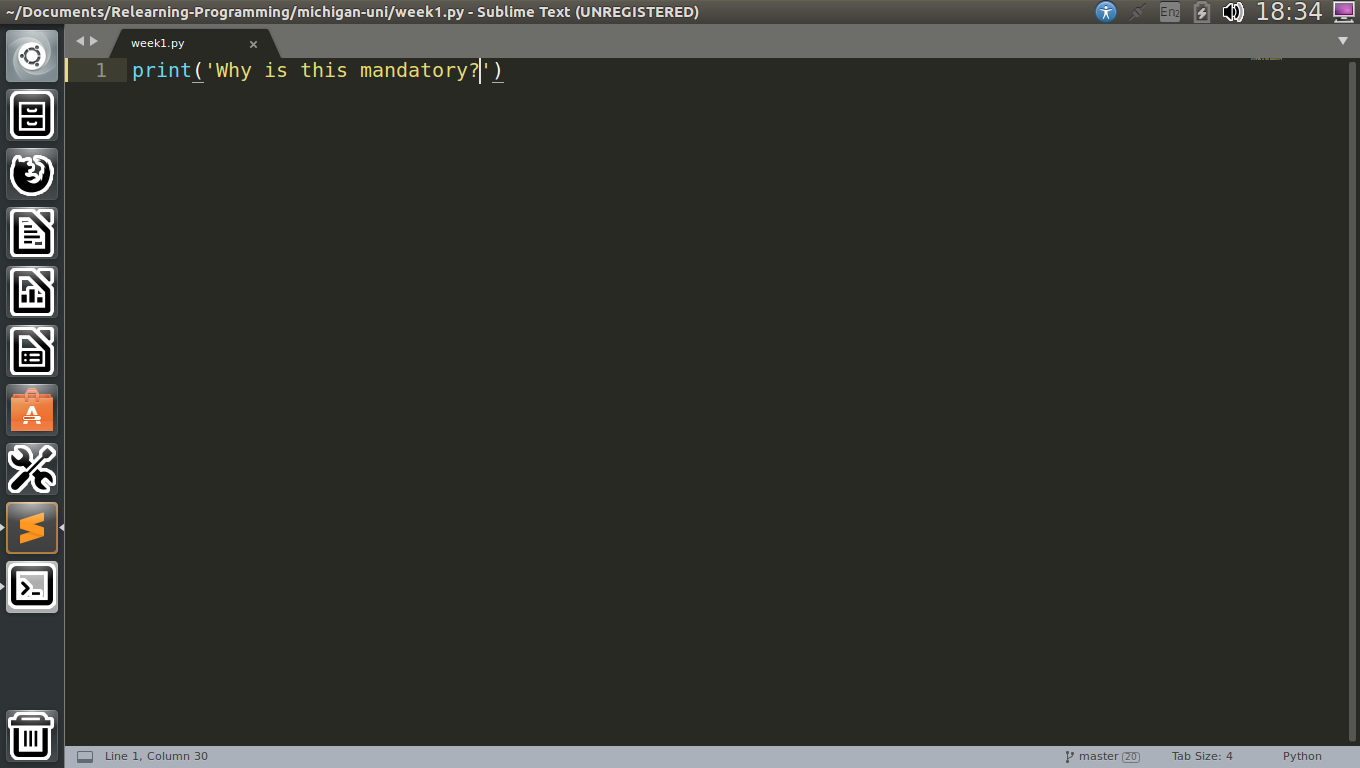 ~/Documents/Relearning-Programming/michigan-uni/week1.py - Sublime Text (UNREGISTERED)
En2
18:34
week1.py
1 print('Why is this mandatory?')
Line 1, Column 30
master 20
Tab Size: 4
Python